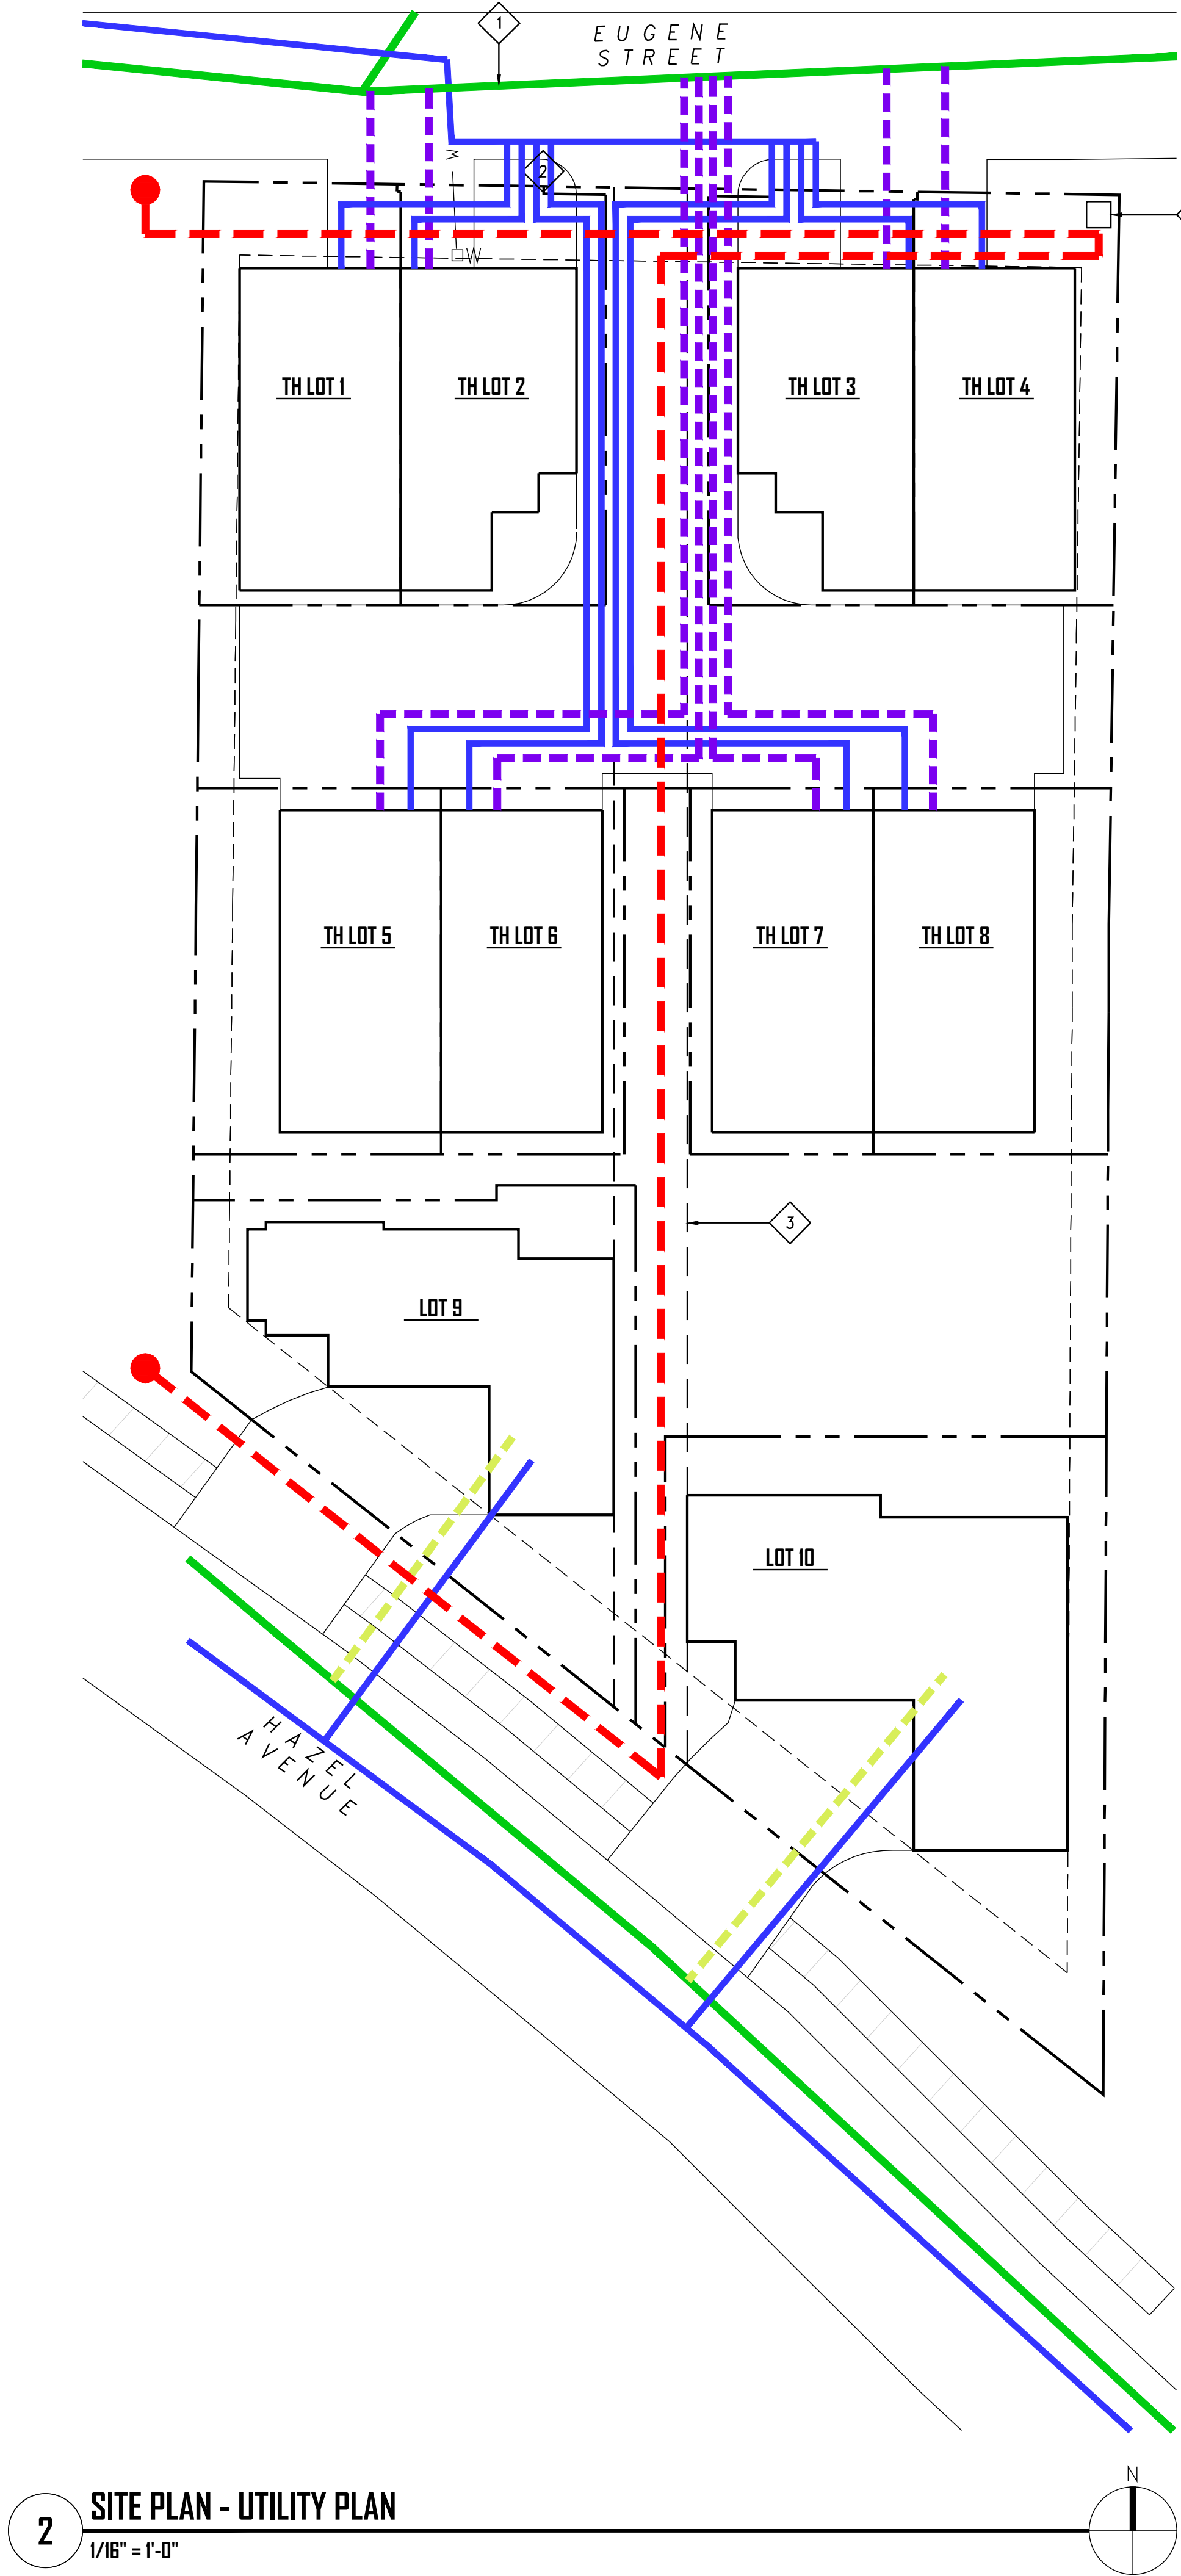 1
EUGENE
STREET
2
W
TH LOT 1
TH LOT 2
TH LOT 3
TH LOT 4
TH LOT 5
TH LOT 6
TH LOT 7
TH LOT 8
3
LOT 9
LOT 10
HAZEL
AVENUE
N
2
SITE PLAN - UTILITY PLAN
1/16" = 1'-0"